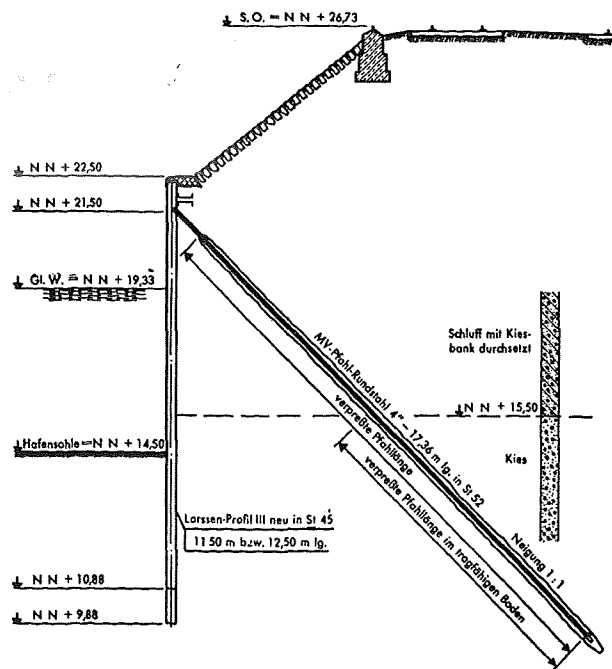 S.O. = NN + 26,73
NN + 22,50
NN + 21,50
Gl.W. = NN + 19,33
Schluff mit Kies-
bank durchsetzt
MV-Pfahl-Rundstahl 4" – 17,36 m lg. in St 52
verpreßte Pfahllänge
NN + 15,50
Hafensohle = NN + 14,50
Kies
verpreßte Pfahllänge im tragfähigen Boden
Neigung 1:1
Larssen-Profil III neu in St 45
11 50 m bzw. 12,50 m lg.
NN + 10,88
NN + 9,88